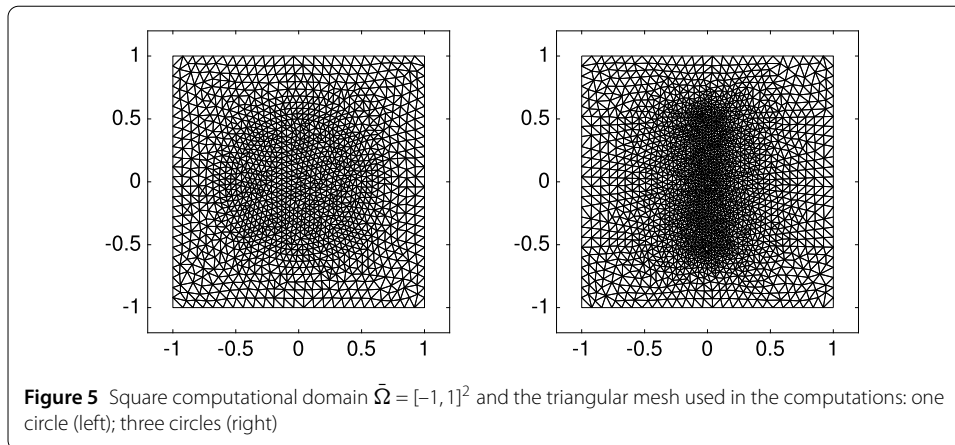 1
0.5
0
-0.5
-1
-1 -0.5 0 0.5 1
1
0.5
0
-0.5
-1
-1 -0.5 0 0.5 1
Figure 5 Square computational domain Ω̄ = [–1, 1]² and the triangular mesh used in the computations: one
circle (left); three circles (right)